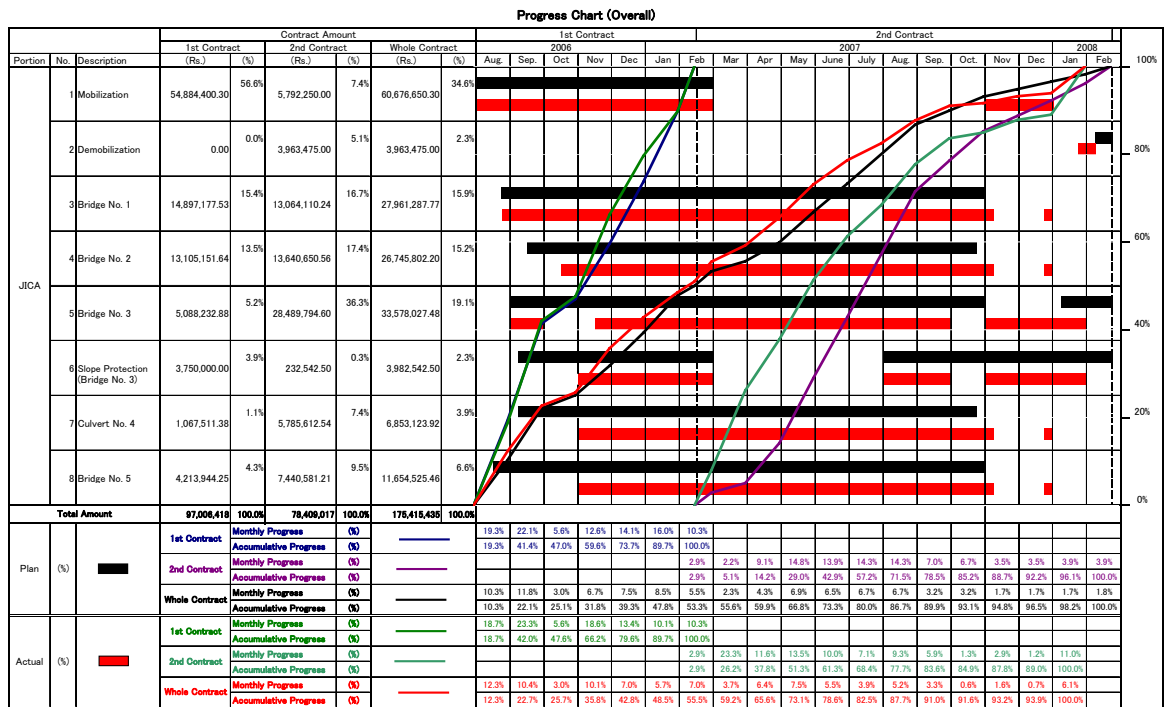 Progress Chart (Overall)
Contract Amount 1st Contract 2nd Contract
1st Contract 2nd Contract Whole Contract 2006 2007 2008
Portion No. Description (Rs.) (%) (Rs.) (%) (Rs.) (%) Aug. Sep. Oct Nov Dec Jan Feb Mar Apr May June July Aug. Sep. Oct. Nov Dec Jan Feb
100%
56.6% 7.4% 34.6%
1 Mobilization 54,884,400.30 5,792,250.00 60,676,650.30
0.0% 5.1% 2.3%
2 Demobilization 0.00 3,963,475.00 3,963,475.00
80%
15.4% 16.7% 15.9%
3 Bridge No. 1 14,897,177.53 13,064,110.24 27,961,287.77
60%
13.5% 17.4% 15.2%
4 Bridge No. 2 13,105,151.64 13,640,650.56 26,745,802.20
JICA
5.2% 36.3% 19.1%
5 Bridge No. 3 5,088,232.88 28,489,794.60 33,578,027.48
40%
3.9% 0.3% 2.3%
6 Slope Protection 3,750,000.00 232,542.50 3,982,542.50
(Bridge No. 3)
1.1% 7.4% 3.9%
20%
7 Culvert No. 4 1,067,511.38 5,785,612.54 6,853,123.92
4.3% 9.5% 6.6%
8 Bridge No. 5 4,213,944.25 7,440,581.21 11,654,525.46
0%
Total Amount 97,006,418 100.0% 78,409,017 100.0% 175,415,435 100.0%
Plan (%)
1st Contract
Monthly Progress (%) 19.3% 22.1% 5.6% 12.6% 14.1% 16.0% 10.3%
Accumulative Progress (%) 19.3% 41.4% 47.0% 59.6% 73.7% 89.7% 100.0%
2nd Contract
Monthly Progress (%) 2.9% 2.2% 9.1% 14.8% 13.9% 14.3% 14.3% 7.0% 6.7% 3.5% 3.5% 3.9% 3.9%
Accumulative Progress (%) 2.9% 5.1% 14.2% 29.0% 42.9% 57.2% 71.5% 78.5% 85.2% 88.7% 92.2% 96.1% 100.0%
Whole Contract
Monthly Progress (%) 10.3% 11.8% 3.0% 6.7% 7.5% 8.5% 5.5% 2.3% 4.3% 6.9% 6.5% 6.7% 6.7% 3.2% 3.2% 1.7% 1.7% 1.7% 1.8%
Accumulative Progress (%) 10.3% 22.1% 25.1% 31.8% 39.3% 47.8% 53.3% 55.6% 59.9% 66.8% 73.3% 80.0% 86.7% 89.9% 93.1% 94.8% 96.5% 98.2% 100.0%
Actual (%)
1st Contract
Monthly Progress (%) 18.7% 23.3% 5.6% 18.6% 13.4% 10.1% 10.3%
Accumulative Progress (%) 18.7% 42.0% 47.6% 66.2% 79.6% 89.7% 100.0%
2nd Contract
Monthly Progress (%) 2.9% 23.3% 11.6% 13.5% 10.0% 7.1% 9.3% 5.9% 1.3% 2.9% 1.2% 11.0%
Accumulative Progress (%) 2.9% 26.2% 37.8% 51.3% 61.3% 68.4% 77.7% 83.6% 84.9% 87.8% 89.0% 100.0%
Whole Contract
Monthly Progress (%) 12.3% 10.4% 3.0% 10.1% 7.0% 5.7% 7.0% 3.7% 6.4% 7.5% 5.5% 3.9% 5.2% 3.3% 0.6% 1.6% 0.7% 6.1%
Accumulative Progress (%) 12.3% 22.7% 25.7% 35.8% 42.8% 48.5% 55.5% 59.2% 65.6% 73.1% 78.6% 82.5% 87.7% 91.0% 91.6% 93.2% 93.9% 100.0%